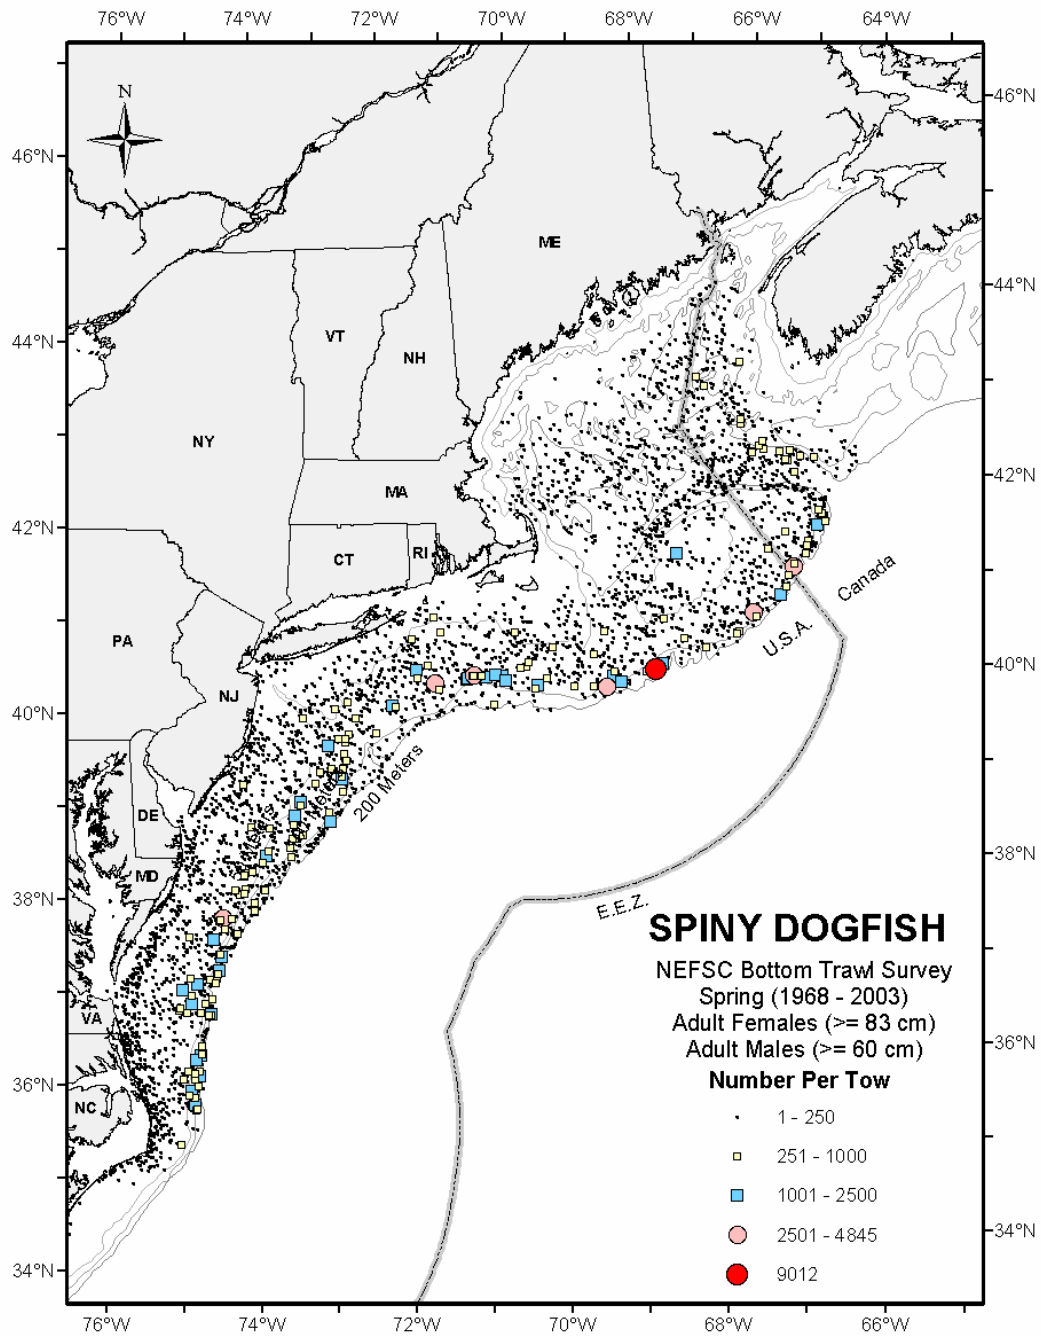 76°W 74°W 72°W 70°W 68°W 66°W 64°W
N
46°N
46°N
ME
44°N
VT
44°N
NH
NY
42°N
MA
42°N
RI
CT
Canada
PA
U.S.A.
40°N
NJ
40°N
200 Meters
Meters
Meters
DE
38°N
MD
38°N
E.E.Z.
SPINY DOGFISH
NEFSC Bottom Trawl Survey
Spring (1968 - 2003)
VA
Adult Females (>= 83 cm)
36°N
Adult Males (>= 60 cm)
36°N
Number Per Tow
NC
1 - 250
251 - 1000
1001 - 2500
2501 - 4845
34°N
34°N
9012
76°W 74°W 72°W 70°W 68°W 66°W